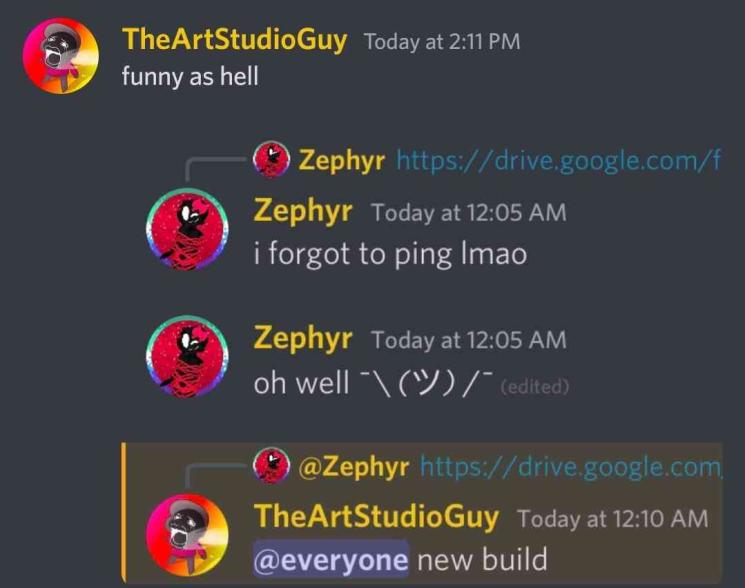 TheArtStudioGuy Today at 2:11 PM
funny as hell
Zephyr https://drive.google.com/f
Zephyr Today at 12:05 AM
i forgot to ping lmao
Zephyr Today at 12:05 AM
oh well ¯\(ツ)/¯ (edited)
@Zephyr https://drive.google.com
TheArtStudioGuy Today at 12:10 AM
@everyone new build